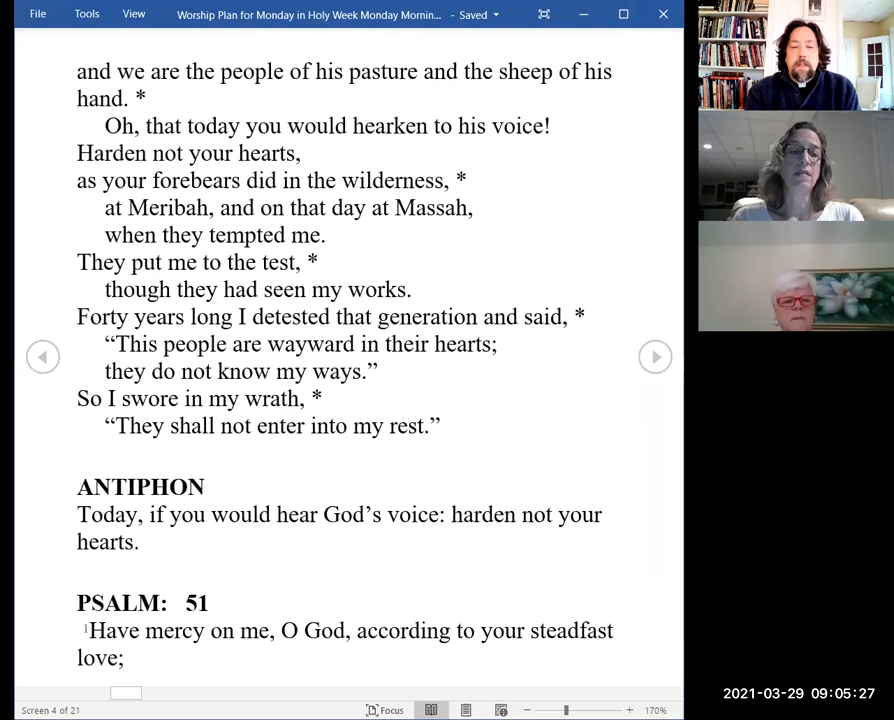 File Tools View Worship Plan for Monday in Holy Week Monday Mornin... - Saved
and we are the people of his pasture and the sheep of his
hand. *
Oh, that today you would hearken to his voice!
Harden not your hearts,
as your forebears did in the wilderness, *
at Meribah, and on that day at Massah,
when they tempted me.
They put me to the test, *
though they had seen my works.
Forty years long I detested that generation and said, *
“This people are wayward in their hearts;
they do not know my ways.”
So I swore in my wrath, *
“They shall not enter into my rest.”
ANTIPHON
Today, if you would hear God’s voice: harden not your
hearts.
PSALM: 51
1Have mercy on me, O God, according to your steadfast
love;
Screen 4 of 21 Focus 170%
2021-03-29 09:05:27